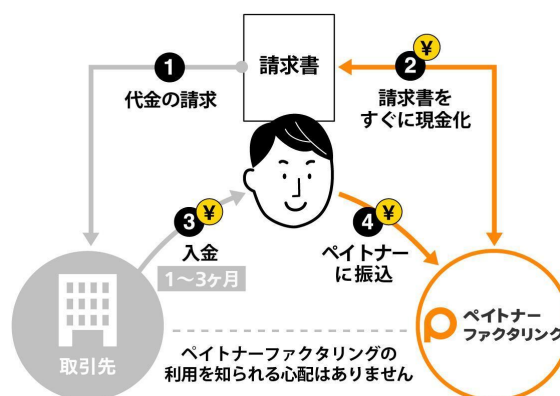 請求書
1
代金の請求
2
¥
請求書を
すぐに現金化
3
¥
入金
1〜3ヶ月
4
¥
ペイトナー
に振込
取引先
ペイトナーファクタリングの
利用を知られる心配はありません
ペイトナー
ファクタリング